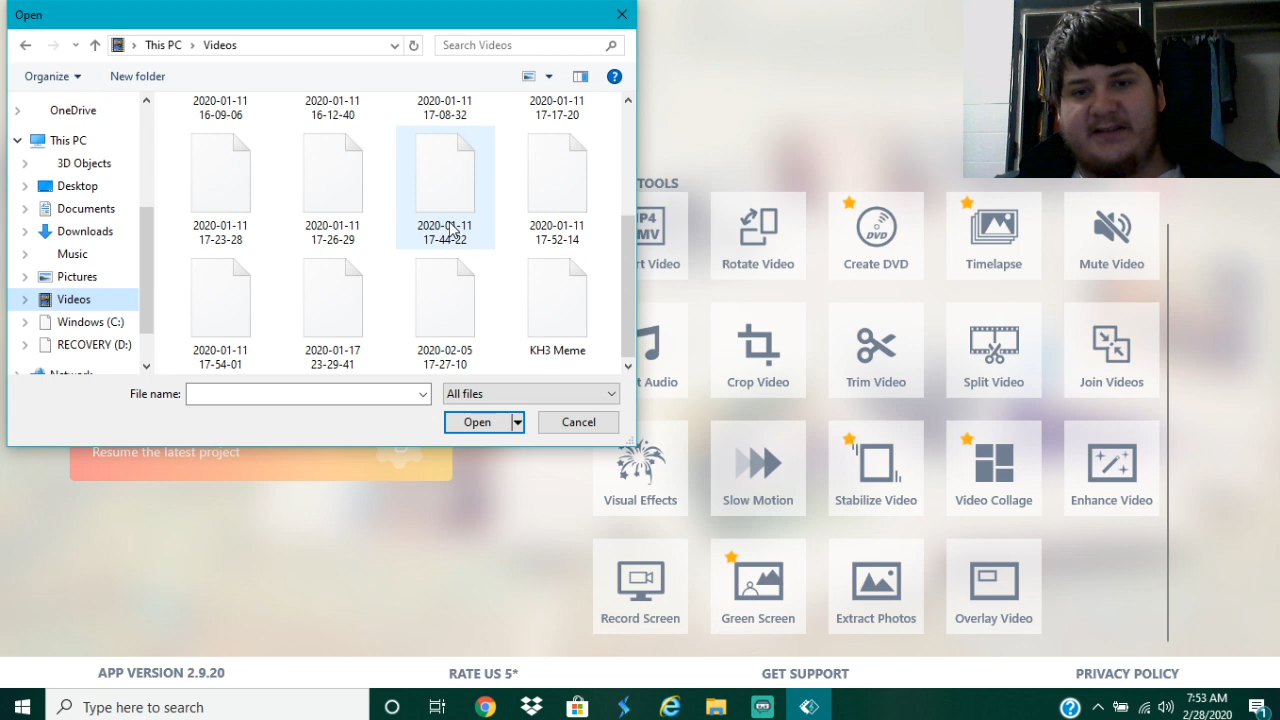 Open
This PC
Videos
Search Videos
Organize
New folder
OneDrive
This PC
3D Objects
Desktop
Documents
Downloads
Music
Pictures
Videos
Windows (C:)
RECOVERY (D:)
Network
2020-01-11
16-09-06
2020-01-11
16-12-40
2020-01-11
17-08-32
2020-01-11
17-17-20
2020-01-11
17-23-28
2020-01-11
17-26-29
2020-01-11
17-44-22
2020-01-11
17-52-14
2020-01-11
17-54-01
2020-01-17
23-29-41
2020-02-05
17-27-10
KH3 Meme
File name:
All files
Open
Cancel
Resume the latest project
TOOLS
MP4
rt Video
Rotate Video
DVD
Create DVD
Timelapse
Mute Video
t Audio
Crop Video
Trim Video
Split Video
Join Videos
Visual Effects
Slow Motion
Stabilize Video
Video Collage
Enhance Video
Record Screen
Green Screen
Extract Photos
Overlay Video
APP VERSION 2.9.20
RATE US 5*
GET SUPPORT
PRIVACY POLICY
Type here to search
7:53 AM
2/28/2020
1